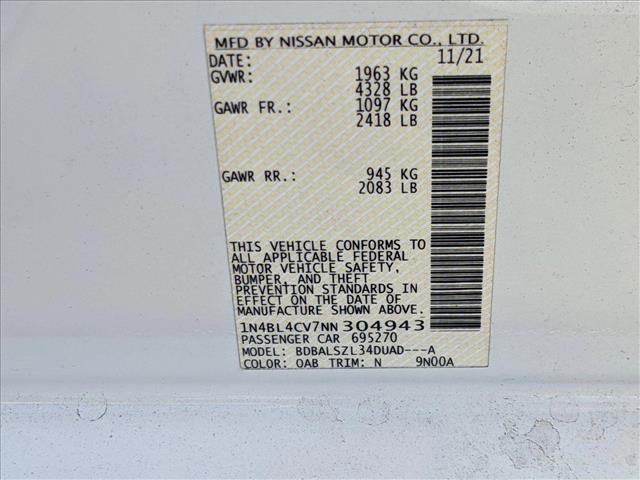 MFD BY NISSAN MOTOR CO., LTD.
DATE: 11/21
GVWR: 1963 KG
4328 LB
GAWR FR.: 1097 KG
2418 LB
GAWR RR.: 945 KG
2083 LB
THIS VEHICLE CONFORMS TO
ALL APPLICABLE FEDERAL
MOTOR VEHICLE SAFETY,
BUMPER, AND THEFT
PREVENTION STANDARDS IN
EFFECT ON THE DATE OF
MANUFACTURE SHOWN ABOVE.
1N4BL4CV7NN304943
PASSENGER CAR 695270
MODEL: BDBALSZL34DUAD---A
COLOR: QAB TRIM: N 9N00A